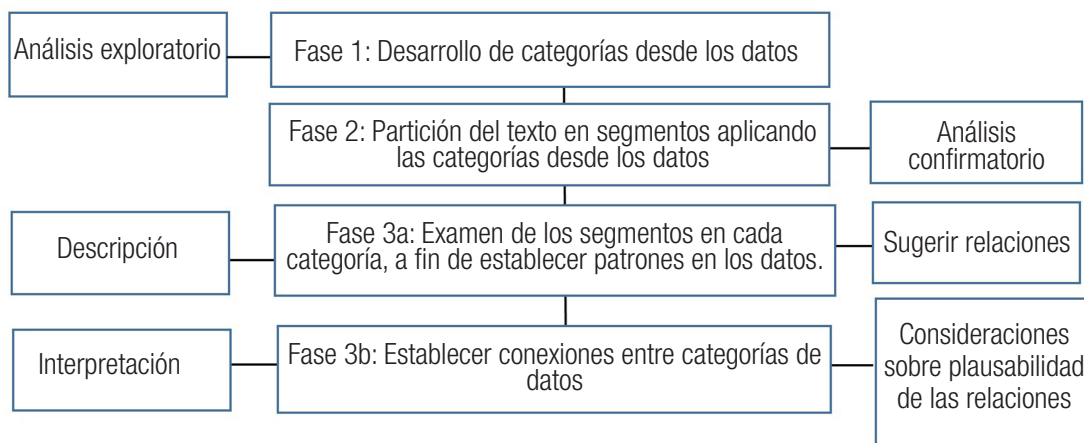 Análisis exploratorio
Fase 1: Desarrollo de categorías desde los datos
Fase 2: Partición del texto en segmentos aplicando
las categorías desde los datos
Análisis
confirmatorio
Descripción
Fase 3a: Examen de los segmentos en cada
categoría, a fin de establecer patrones en los datos.
Sugerir relaciones
Interpretación
Fase 3b: Establecer conexiones entre categorías de
datos
Consideraciones
sobre plausabilidad
de las relaciones